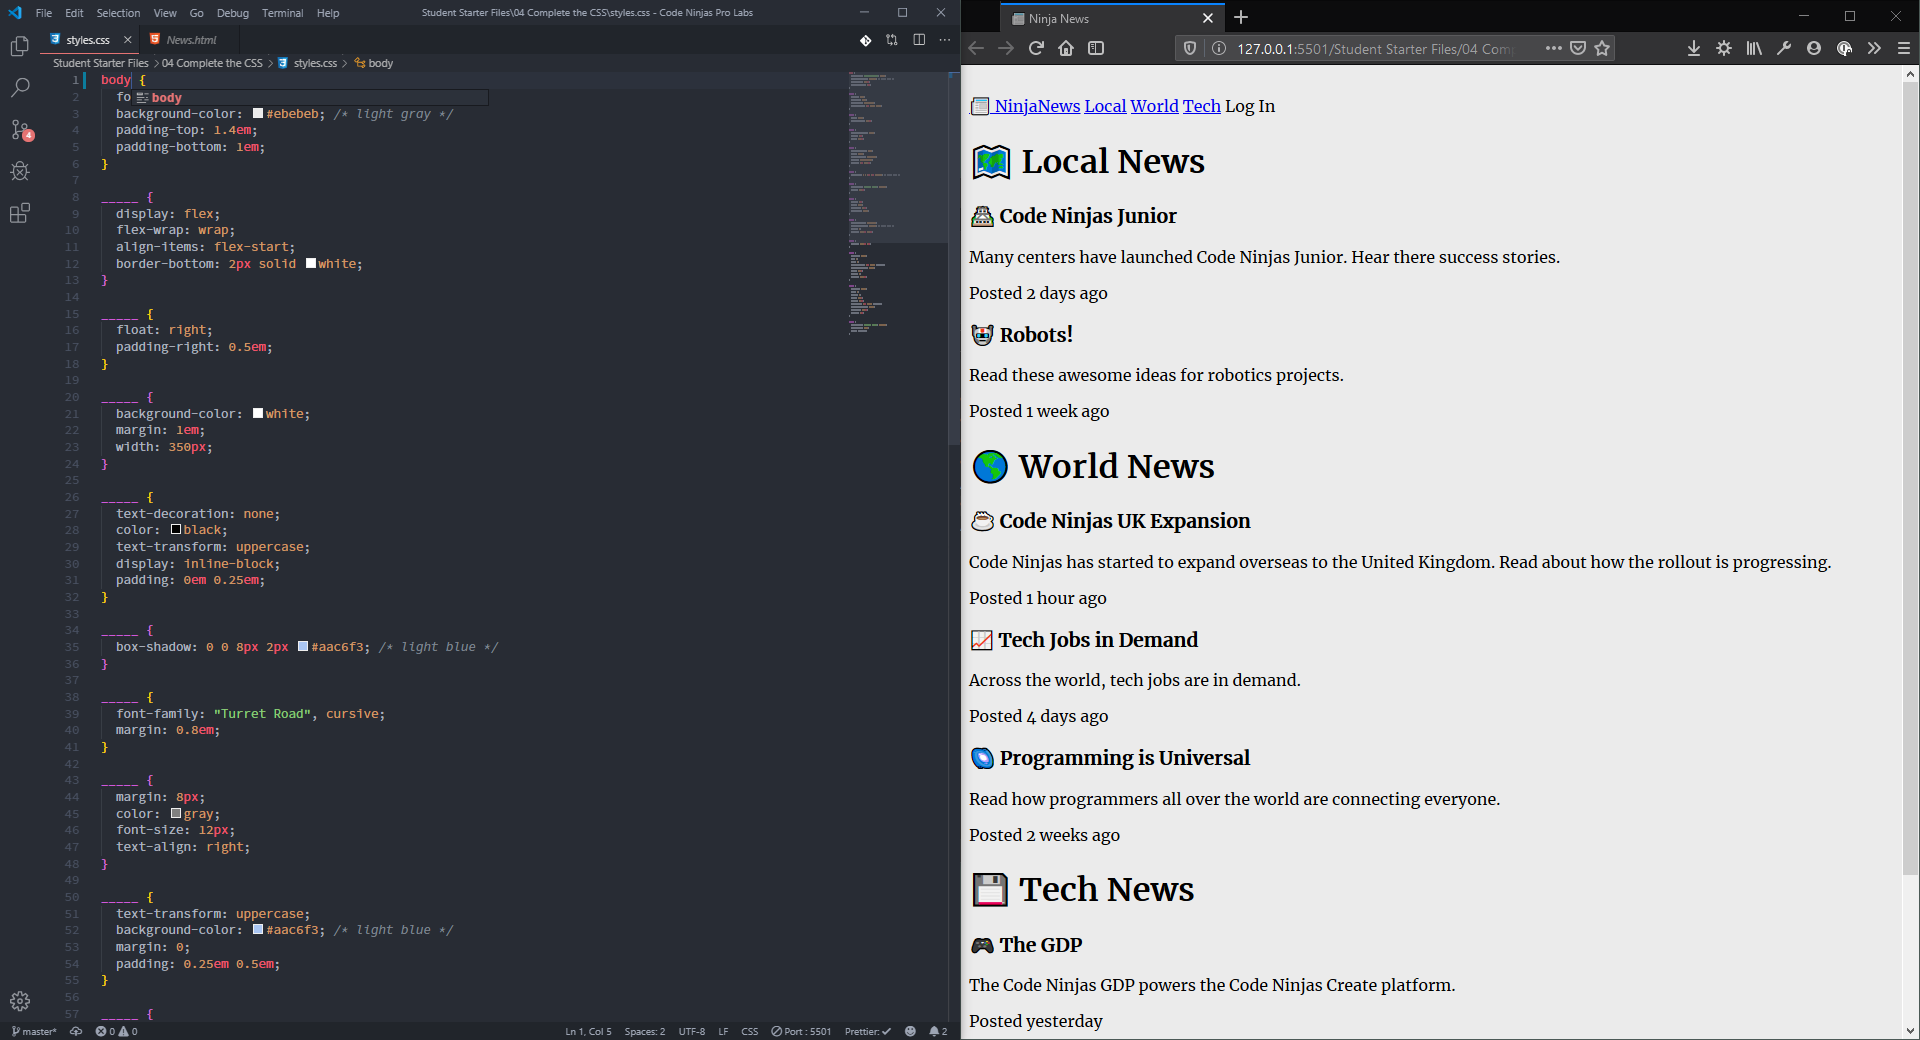 File Edit Selection View Go Debug Terminal Help
Student Starter Files\04 Complete the CSS\styles.css - Code Ninjas Pro Labs
styles.css
News.html
Student Starter Files > 04 Complete the CSS > styles.css > body
1 body {
2 fo
body
3 background-color: #ebebeb; /* light gray */
4 padding-top: 1.4em;
5 padding-bottom: 1em;
6 }
7
8 _____ {
9 display: flex;
10 flex-wrap: wrap;
11 align-items: flex-start;
12 border-bottom: 2px solid white;
13 }
14
15 _____ {
16 float: right;
17 padding-right: 0.5em;
18 }
19
20 _____ {
21 background-color: white;
22 margin: 1em;
23 width: 350px;
24 }
25
26 _____ {
27 text-decoration: none;
28 color: black;
29 text-transform: uppercase;
30 display: inline-block;
31 padding: 0em 0.25em;
32 }
33
34 _____ {
35 box-shadow: 0 0 8px 2px #aac6f3; /* light blue */
36 }
37
38 _____ {
39 font-family: "Turret Road", cursive;
40 margin: 0.8em;
41 }
42
43 _____ {
44 margin: 8px;
45 color: gray;
46 font-size: 12px;
47 text-align: right;
48 }
49
50 _____ {
51 text-transform: uppercase;
52 background-color: #aac6f3; /* light blue */
53 margin: 0;
54 padding: 0.25em 0.5em;
55 }
56
57 _____ {
4
master* 0 0 Ln 1, Col 5 Spaces: 2 UTF-8 LF CSS Port : 5501 Prettier: 2
Ninja News
127.0.0.1:5501/Student Starter Files/04 Com
NinjaNews Local World Tech Log In
Local News
Code Ninjas Junior
Many centers have launched Code Ninjas Junior. Hear there success stories.
Posted 2 days ago
Robots!
Read these awesome ideas for robotics projects.
Posted 1 week ago
World News
Code Ninjas UK Expansion
Code Ninjas has started to expand overseas to the United Kingdom. Read about how the rollout is progressing.
Posted 1 hour ago
Tech Jobs in Demand
Across the world, tech jobs are in demand.
Posted 4 days ago
Programming is Universal
Read how programmers all over the world are connecting everyone.
Posted 2 weeks ago
Tech News
The GDP
The Code Ninjas GDP powers the Code Ninjas Create platform.
Posted yesterday